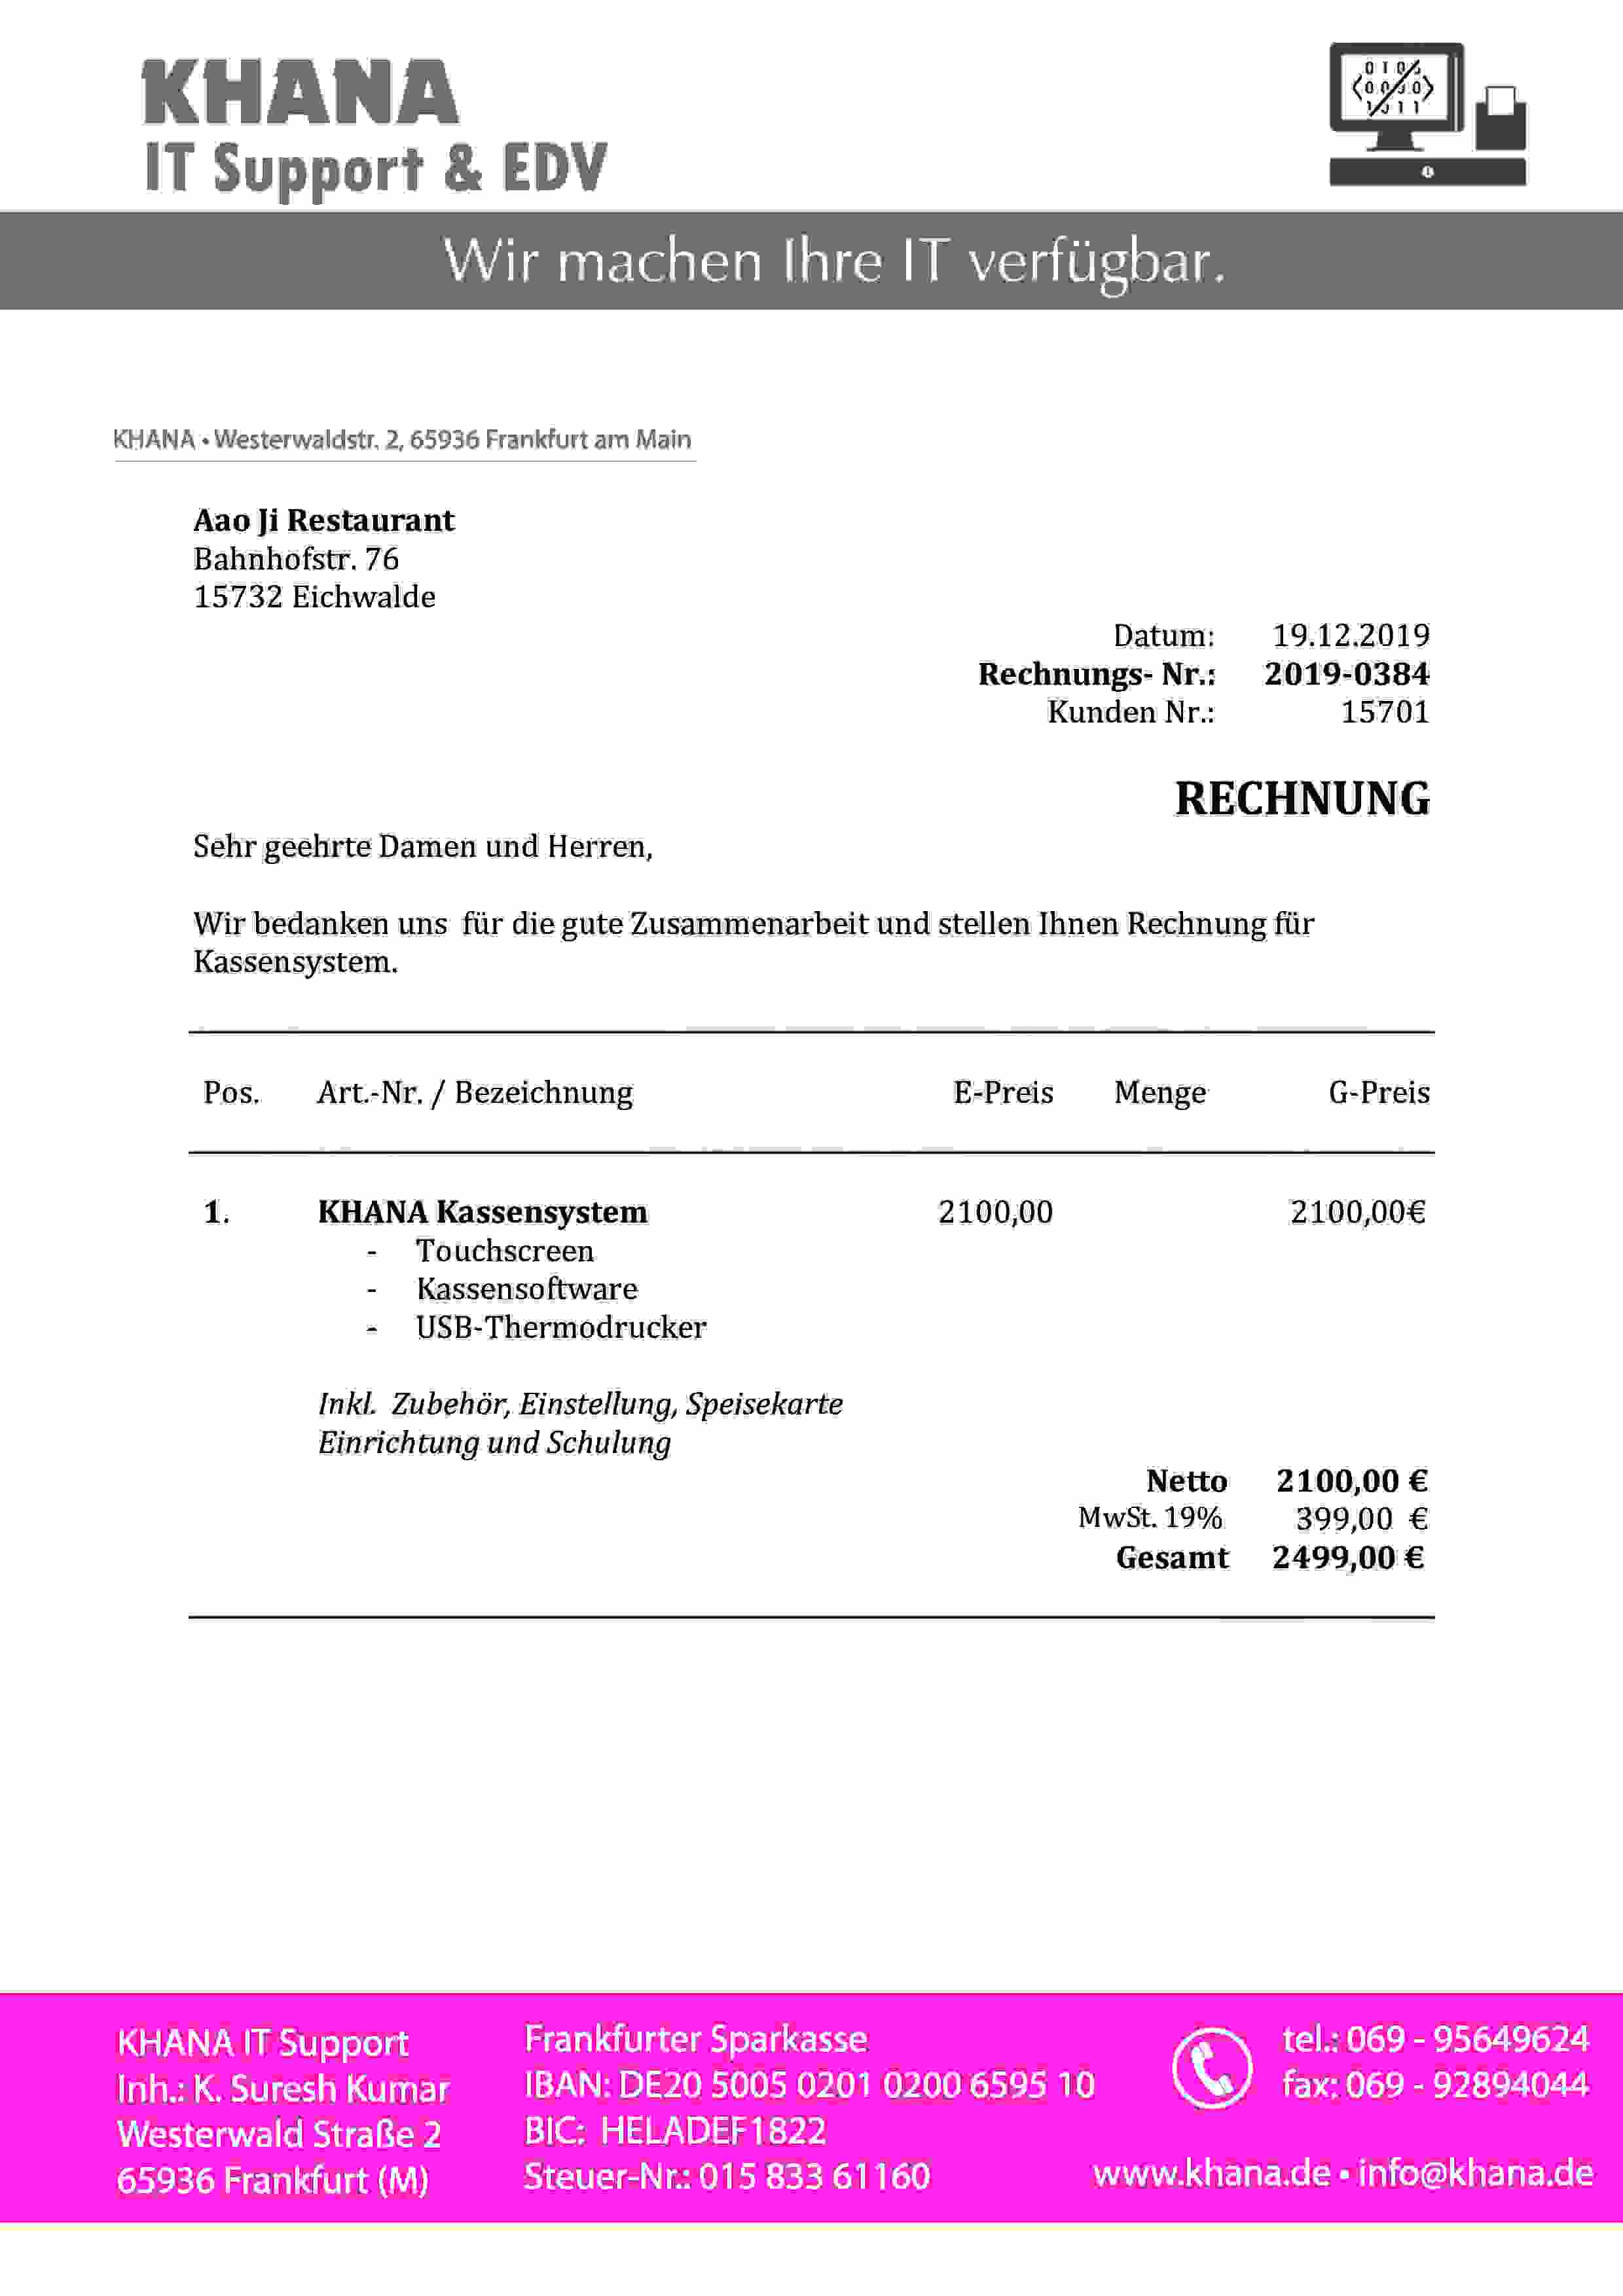 KHANA
IT Support & EDV
Wir machen Ihre IT verfügbar.
KHANA • Westerwaldstr. 2, 65936 Frankfurt am Main
Aao Ji Restaurant
Bahnhofstr. 76
15732 Eichwalde
Datum: 19.12.2019
Rechnungs- Nr.: 2019-0384
Kunden Nr.: 15701
RECHNUNG
Sehr geehrte Damen und Herren,
Wir bedanken uns für die gute Zusammenarbeit und stellen Ihnen Rechnung für
Kassensystem.
Pos. Art.-Nr. / Bezeichnung E-Preis Menge G-Preis
1. KHANA Kassensystem 2100,00 2100,00€
- Touchscreen
- Kassensoftware
- USB-Thermodrucker
Inkl. Zubehör, Einstellung, Speisekarte
Einrichtung und Schulung
Netto 2100,00 €
MwSt. 19% 399,00 €
Gesamt 2499,00 €
KHANA IT Support
Inh.: K. Suresh Kumar
Westerwald Straße 2
65936 Frankfurt (M)
Frankfurter Sparkasse
IBAN: DE20 5005 0201 0200 6595 10
BIC: HELADEF1822
Steuer-Nr.: 015 833 61160
tel.: 069 - 95649624
fax: 069 - 92894044
www.khana.de • info@khana.de